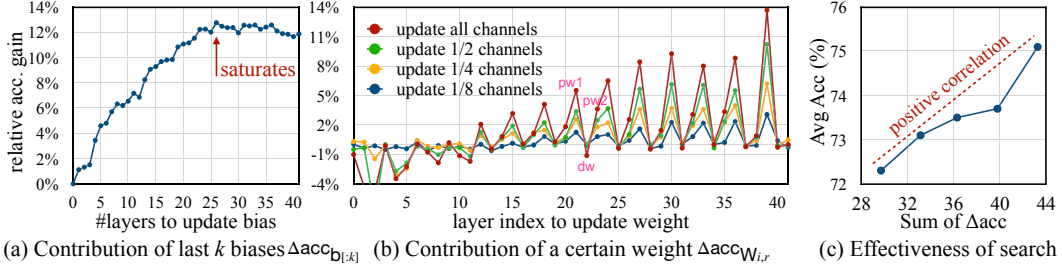 relative acc. gain
14%
12%
10%
8%
6%
4%
2%
0%
saturates
0 5 10 15 20 25 30 35 40
#layers to update bias
(a) Contribution of last k biases Δacc_b[:k]
14%
11%
8%
5%
2%
-1%
-4%
update all channels
update 1/2 channels
update 1/4 channels
update 1/8 channels
pw1
pw2
dw
0 5 10 15 20 25 30 35 40
layer index to update weight
(b) Contribution of a certain weight Δacc_Wi,r
Avg Acc (%)
76
75
74
73
72
positive correlation
28 32 36 40 44
Sum of Δacc
(c) Effectiveness of search